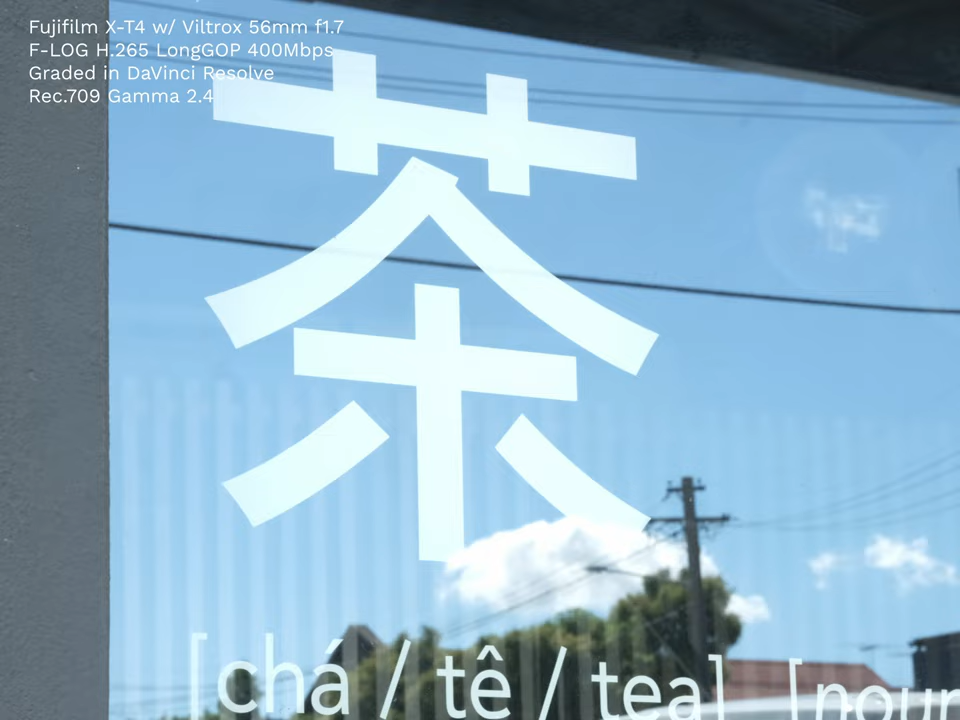 Fujifilm X-T4 w/ Viltrox 56mm f1.7
F-LOG H.265 LongGOP 400Mbps
Graded in DaVinci Resolve
Rec.709 Gamma 2.4
茶
[chá / tê / tea] [noun